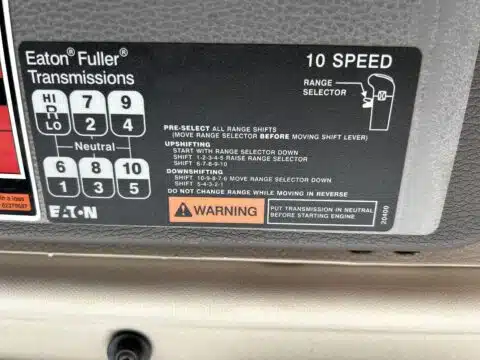 Eaton® Fuller® Transmissions
10 SPEED
RANGE SELECTOR
HI R LO
7 2
9 4
Neutral
6 1
8 3
10 5
EATON
PRE-SELECT ALL RANGE SHIFTS
(MOVE RANGE SELECTOR BEFORE MOVING SHIFT LEVER)
UPSHIFTING
START WITH RANGE SELECTOR DOWN
SHIFT 1-2-3-4-5 RAISE RANGE SELECTOR
SHIFT 6-7-8-9-10
DOWNSHIFTING
SHIFT 10-9-8-7-6 MOVE RANGE SELECTOR DOWN
SHIFT 5-4-3-2-1
DO NOT CHANGE RANGE WHILE MOVING IN REVERSE
WARNING
PUT TRANSMISSION IN NEUTRAL
BEFORE STARTING ENGINE
20400